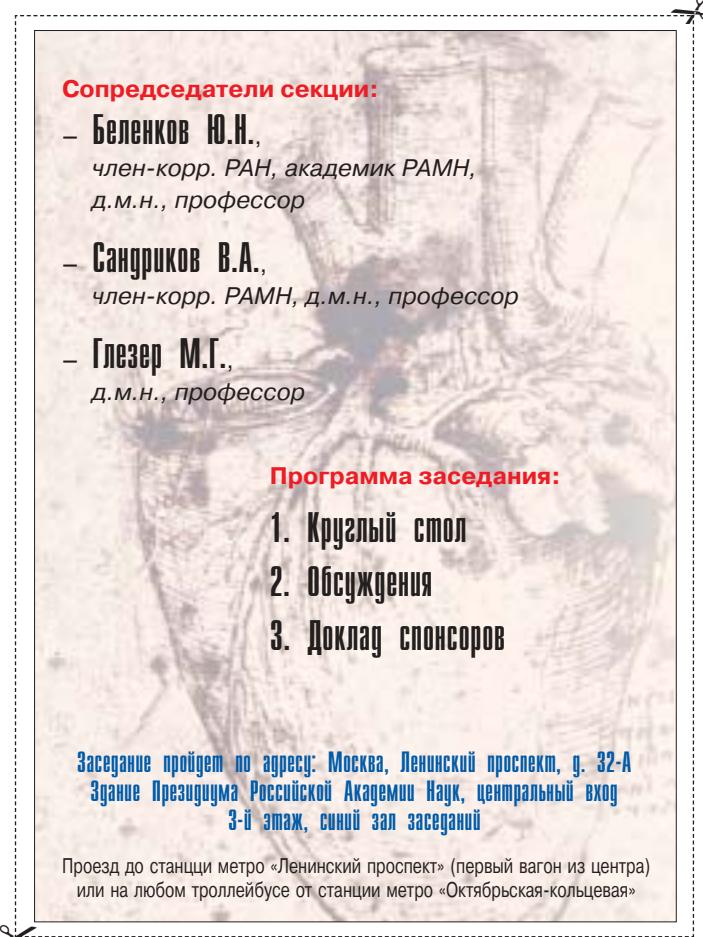 Сопредседатели секции:
– Беленков Ю.Н.,
член-корр. РАН, академик РАМН,
д.м.н., профессор
– Сандриков В.А.,
член-корр. РАМН, д.м.н., профессор
– Глезер М.Г.,
д.м.н., профессор
Программа заседания:
1. Круглый стол
2. Обсуждения
3. Доклад спонсоров
Заседание пройдет по адресу: Москва, Ленинский проспект, д. 32-А
Здание Президиума Российской Академии Наук, центральный вход
3-й этаж, синий зал заседаний
Проезд до станцци метро «Ленинский проспект» (первый вагон из центра)
или на любом троллейбусе от станции метро «Октябрьская-кольцевая»